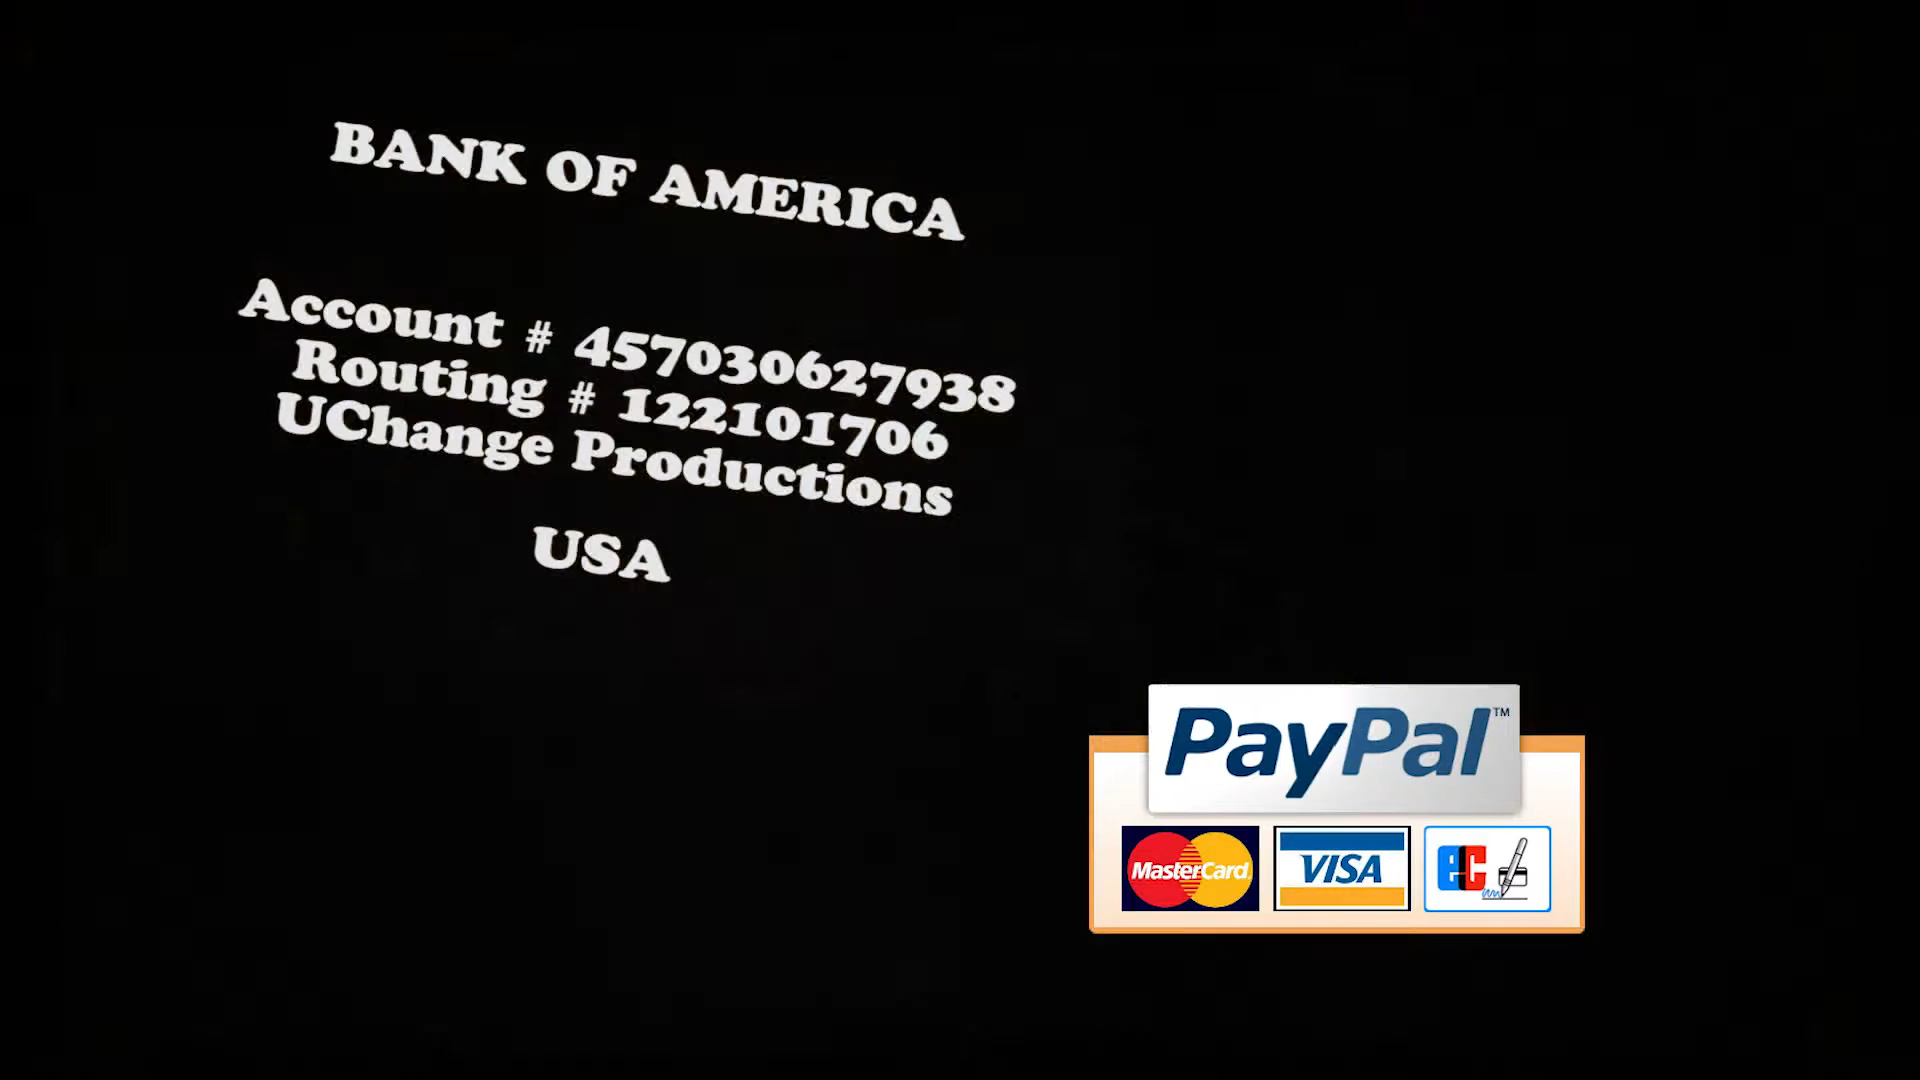 BANK OF AMERICA
Account # 457030627938
Routing # 122101706
UChange Productions
USA
PayPal™
MasterCard
VISA
ec